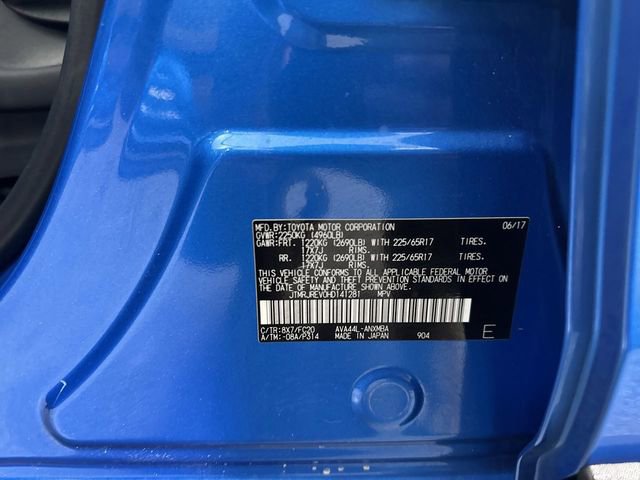 MFD.BY:TOYOTA MOTOR CORPORATION 06/17
GVWR:2250KG (4960LB)
GAWR:FRT. 1220KG (2690LB) WITH 225/65R17 TIRES.
17X7J RIMS.
RR. 1220KG (2690LB) WITH 225/65R17 TIRES.
17X7J RIMS.
THIS VEHICLE CONFORMS TO ALL APPLICABLE FEDERAL MOTOR
VEHICLE SAFETY AND THEFT PREVENTION STANDARDS IN EFFECT
ON THE DATE OF MANUFACTURE SHOWN ABOVE.
JTMRJREV0HD141281 MPV
C/TR:8X7/FC20 AVA44L-ANXMBA
A/TM:-08A/P314 MADE IN JAPAN 904 E